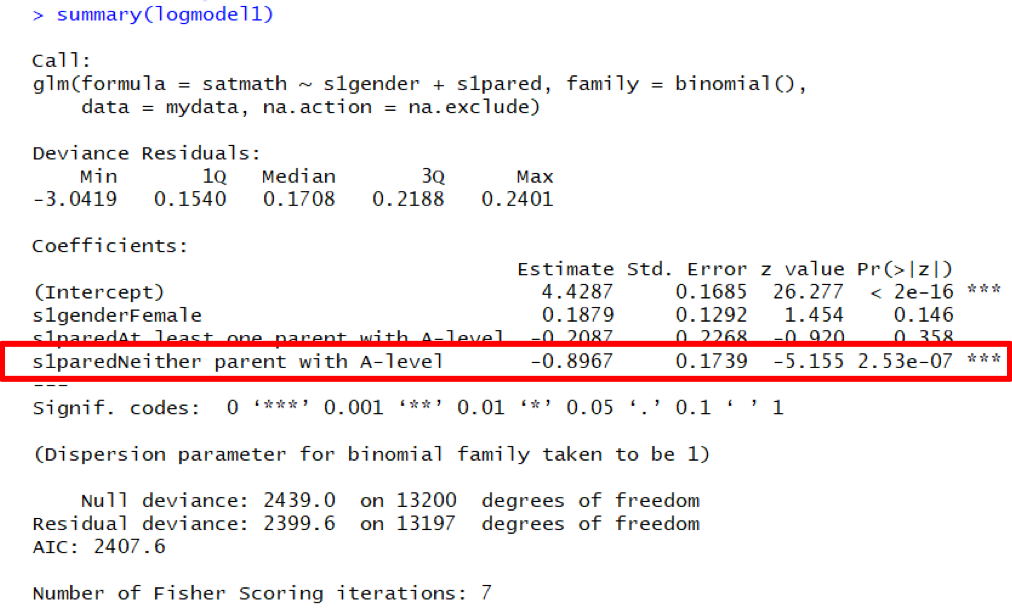 > summary(logmodel1)
Call:
glm(formula = satmath ~ s1gender + s1pared, family = binomial(),
data = mydata, na.action = na.exclude)
Deviance Residuals:
Min 1Q Median 3Q Max
-3.0419 0.1540 0.1708 0.2188 0.2401
Coefficients:
Estimate Std. Error z value Pr(>|z|)
(Intercept) 4.4287 0.1685 26.277 < 2e-16 ***
s1genderFemale 0.1879 0.1292 1.454 0.146
s1paredAt least one parent with A-level -0.2087 0.2268 -0.920 0.358
s1paredNeither parent with A-level -0.8967 0.1739 -5.155 2.53e-07 ***
---
Signif. codes: 0 ‘***’ 0.001 ‘**’ 0.01 ‘*’ 0.05 ‘.’ 0.1 ‘ ’ 1
(Dispersion parameter for binomial family taken to be 1)
Null deviance: 2439.0 on 13200 degrees of freedom
Residual deviance: 2399.6 on 13197 degrees of freedom
AIC: 2407.6
Number of Fisher Scoring iterations: 7